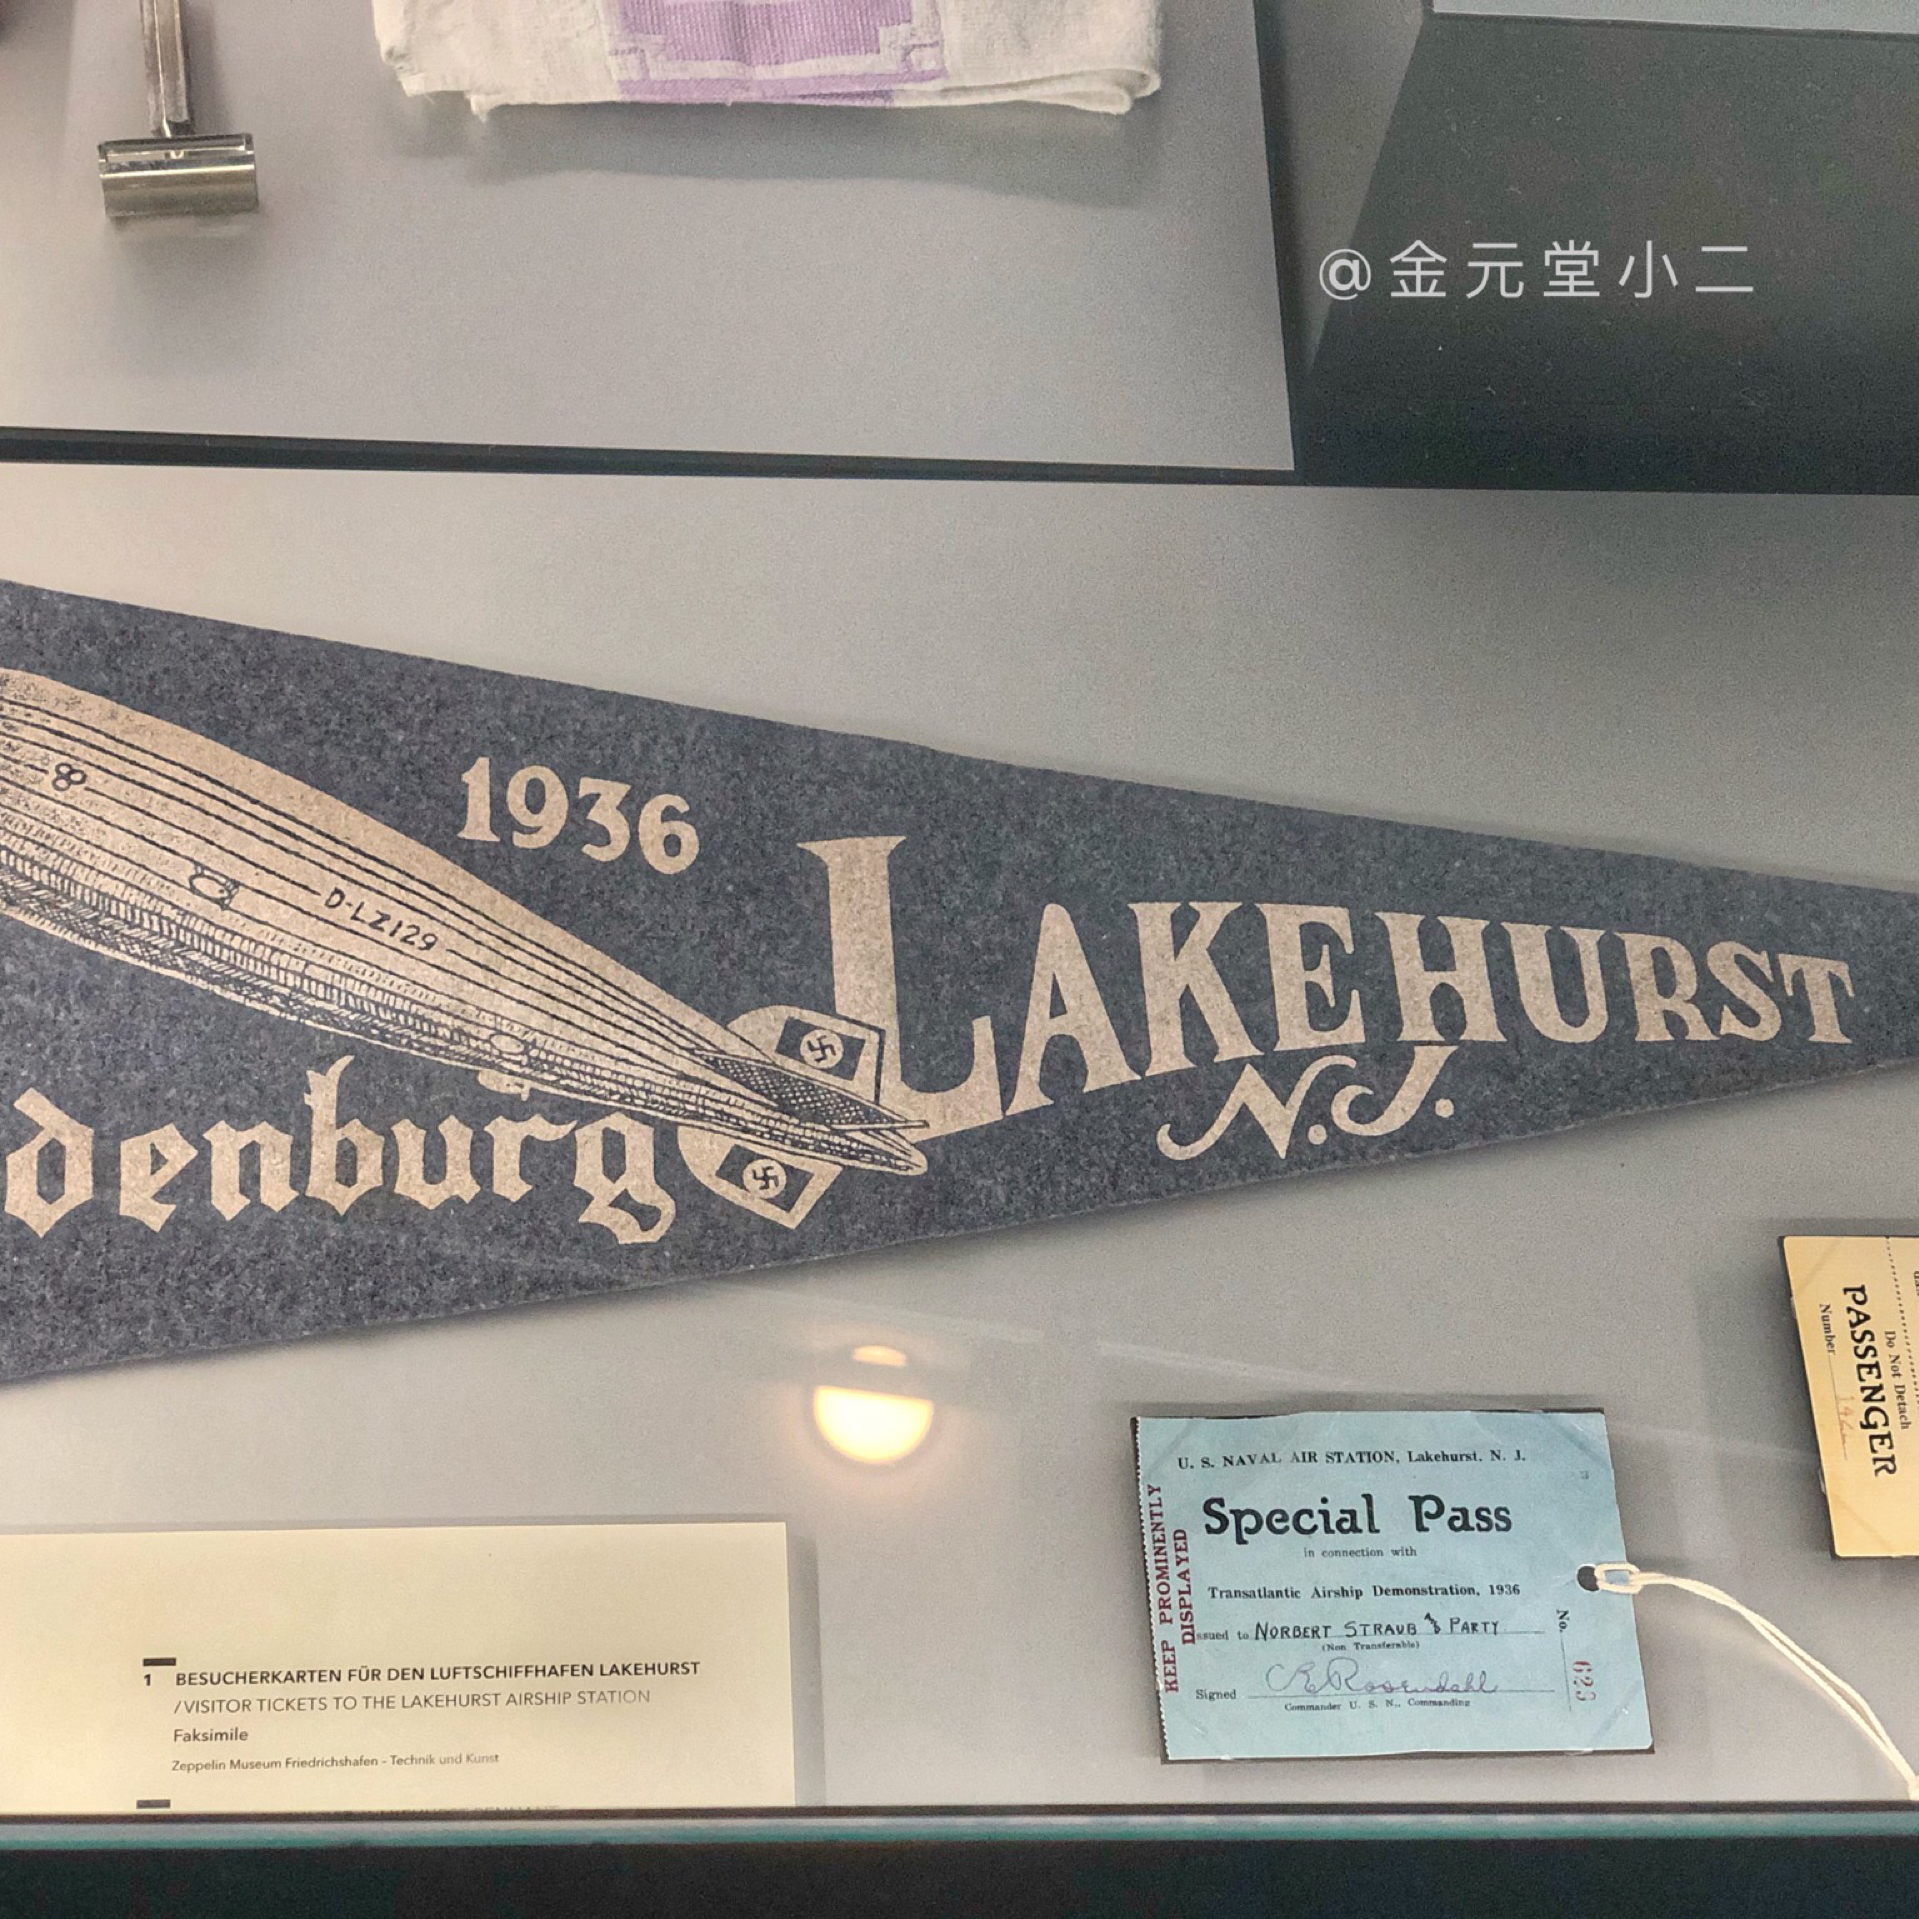 @金元堂小二
1936
D-LZ129
LAKEHURST
N.J.
denburg
PASSENGER
Do Not Detach
Number
U. S. NAVAL AIR STATION, Lakehurst, N. J.
Special Pass
in connection with
Transatlantic Airship Demonstration, 1936
Issued to NORBERT STRAUB & PARTY
(Non Transferable)
Signed C E Rosendahl
Commander U. S. N., Commanding
KEEP PROMINENTLY
DISPLAYED
No. 623
1 BESUCHERKARTEN FÜR DEN LUFTSCHIFFHAFEN LAKEHURST
/ VISITOR TICKETS TO THE LAKEHURST AIRSHIP STATION
Faksimile
Zeppelin Museum Friedrichshafen - Technik und Kunst